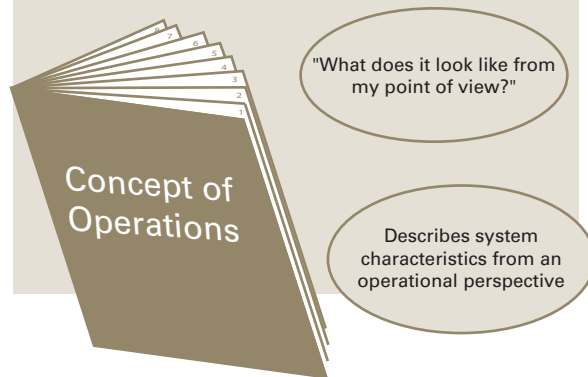 8
7
6
5
4
3
2
1
Concept of
Operations
"What does it look like from
my point of view?"
Describes system
characteristics from an
operational perspective